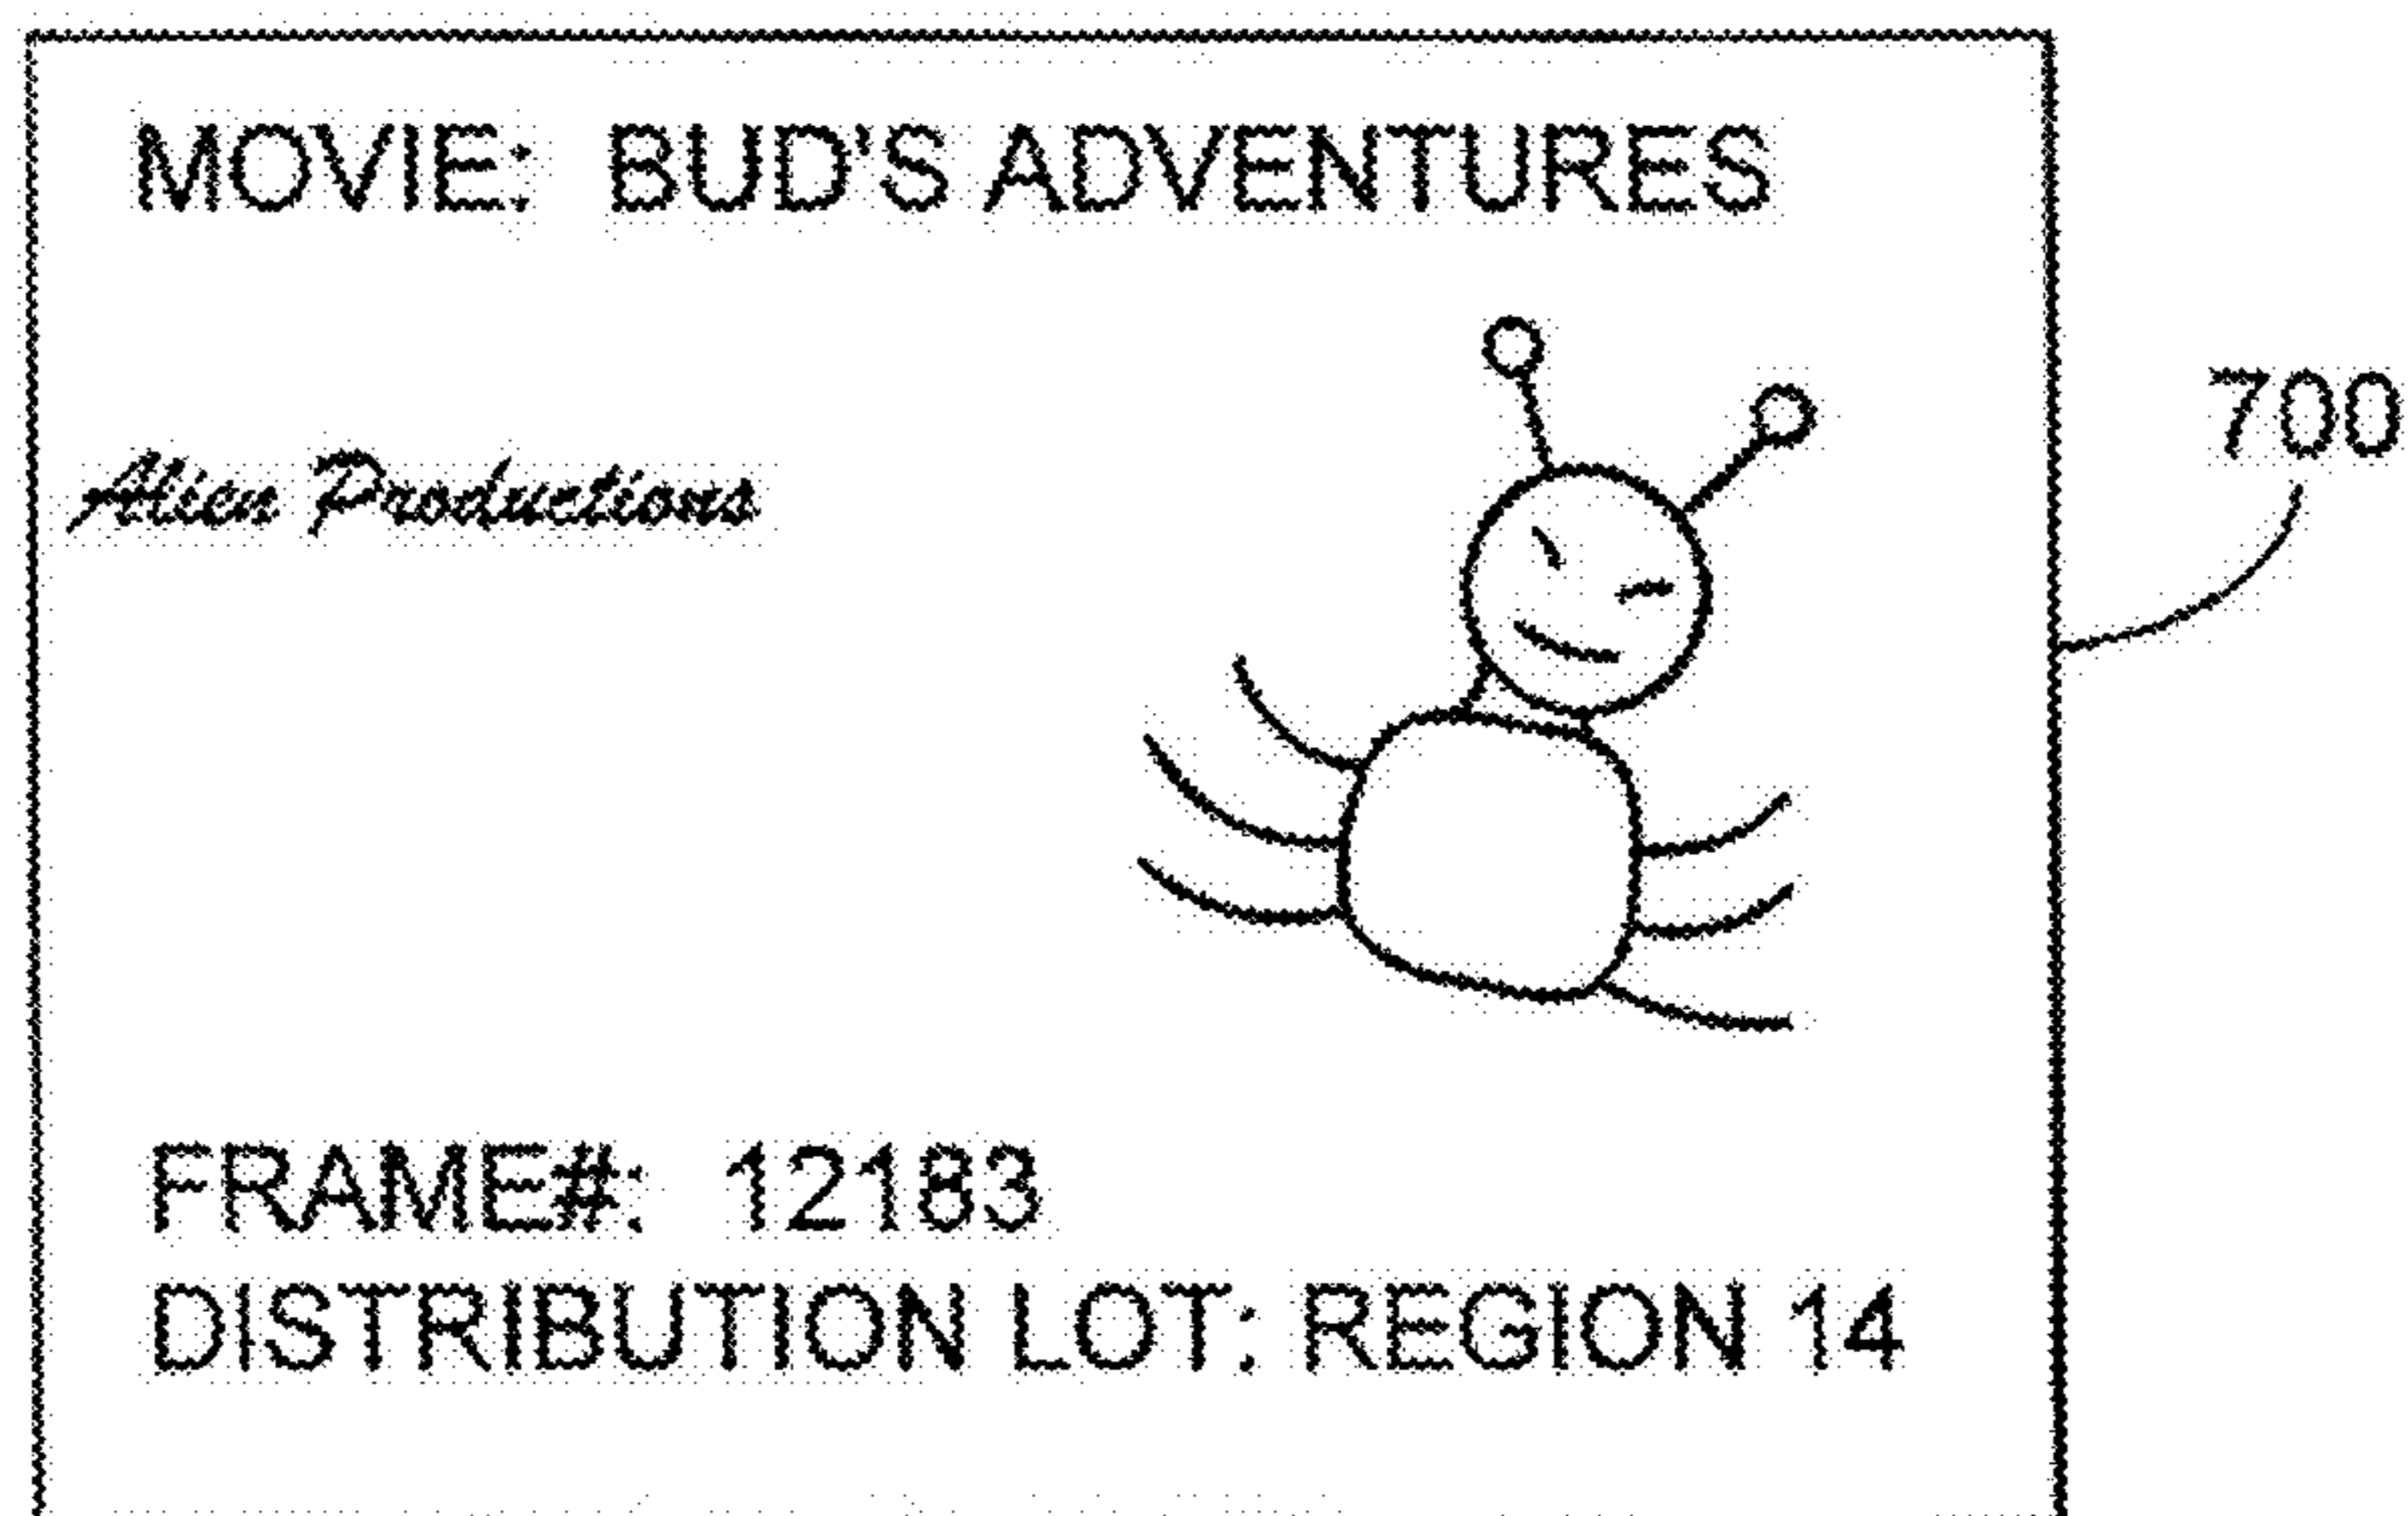 MOVIE: BUD'S ADVENTURES
700
Alien Productions
FRAME#: 12183
DISTRIBUTION LOT: REGION 14